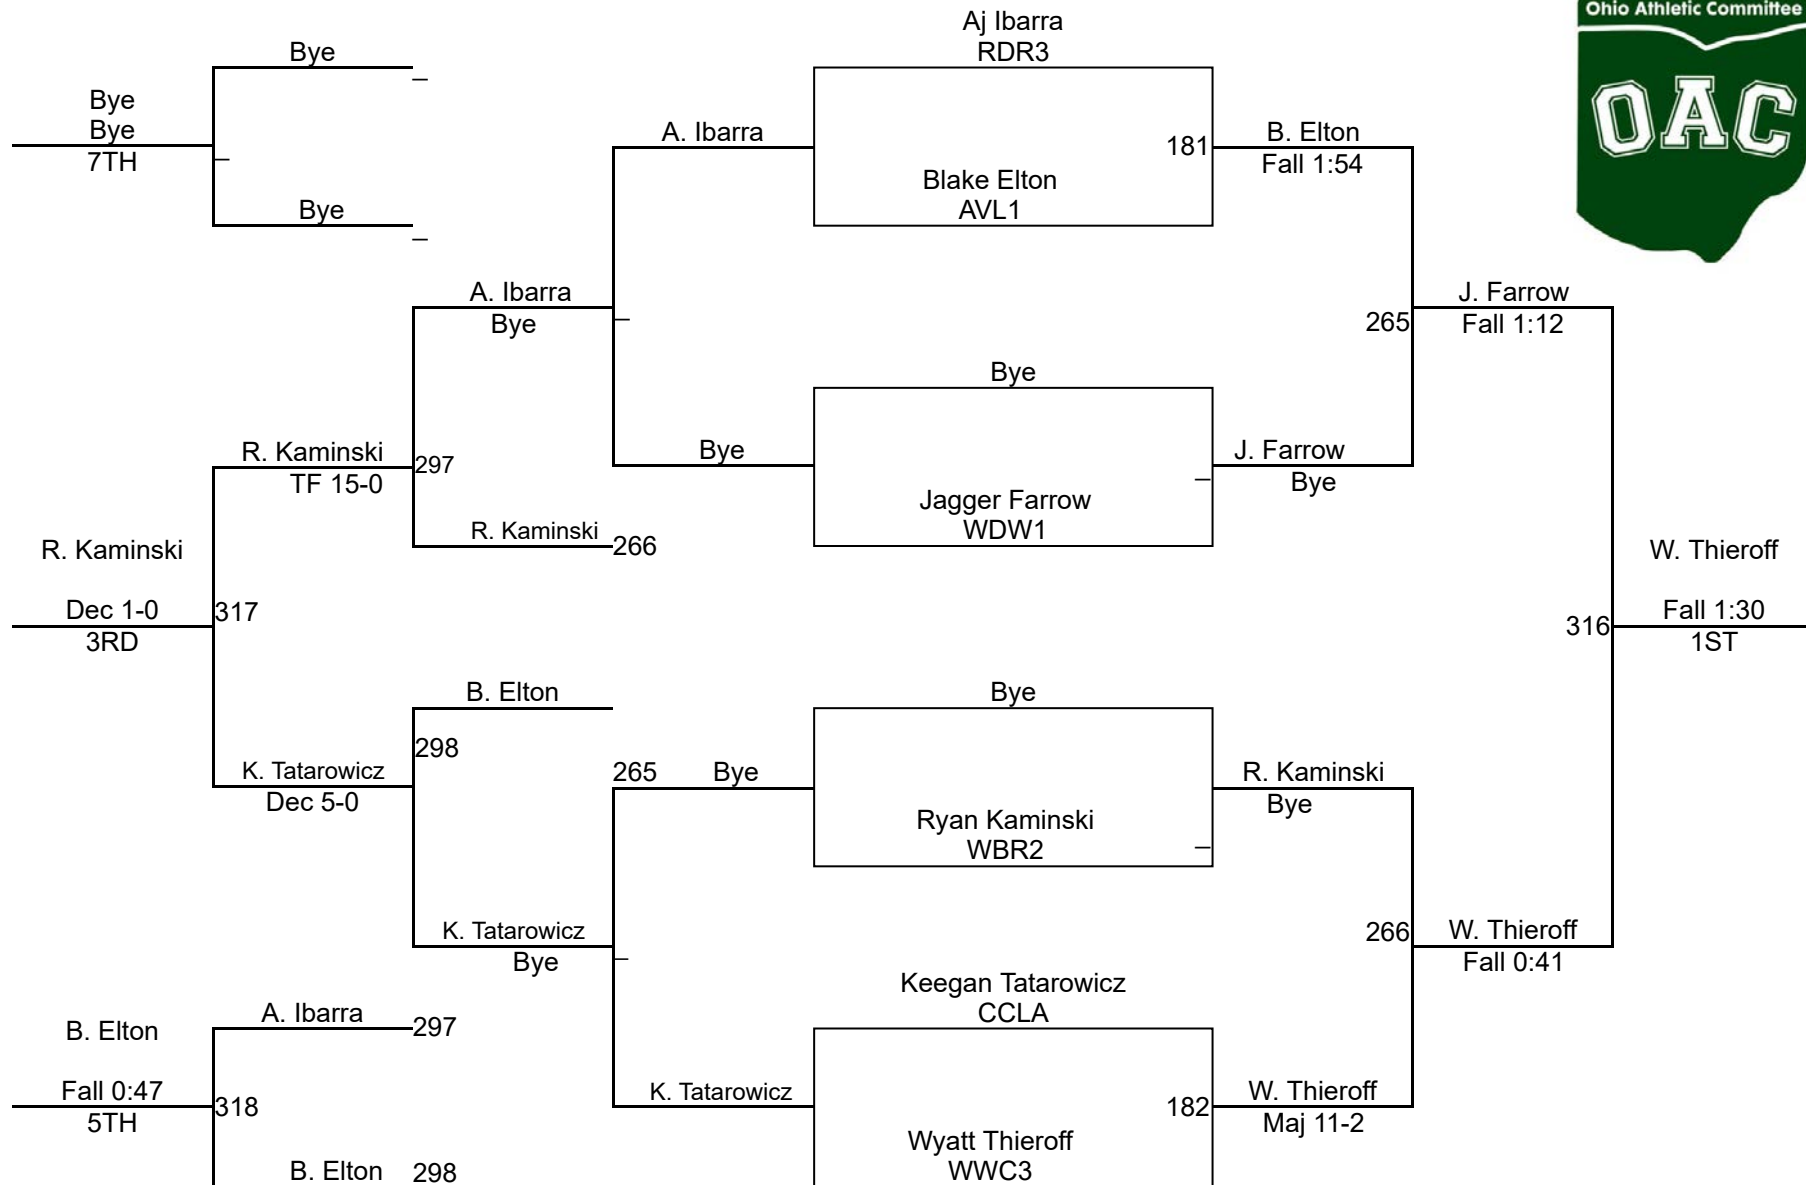 Ohio Athletic Committee
OAC
Aj Ibarra
RDR3
Bye
Bye
Bye
7TH
Bye
A. Ibarra
181
B. Elton
Fall 1:54
Blake Elton
AVL1
A. Ibarra
Bye
265
J. Farrow
Fall 1:12
Bye
R. Kaminski
TF 15-0
297
Bye
J. Farrow
Bye
Jagger Farrow
WDW1
R. Kaminski
266
R. Kaminski
Dec 1-0
3RD
317
316
W. Thieroff
Fall 1:30
1ST
B. Elton
298
Bye
K. Tatarowicz
Dec 5-0
265
Bye
R. Kaminski
Bye
Ryan Kaminski
WBR2
K. Tatarowicz
Bye
266
W. Thieroff
Fall 0:41
Keegan Tatarowicz
CCLA
A. Ibarra
297
B. Elton
Fall 0:47
5TH
318
K. Tatarowicz
182
W. Thieroff
Maj 11-2
Wyatt Thieroff
WWC3
B. Elton
298